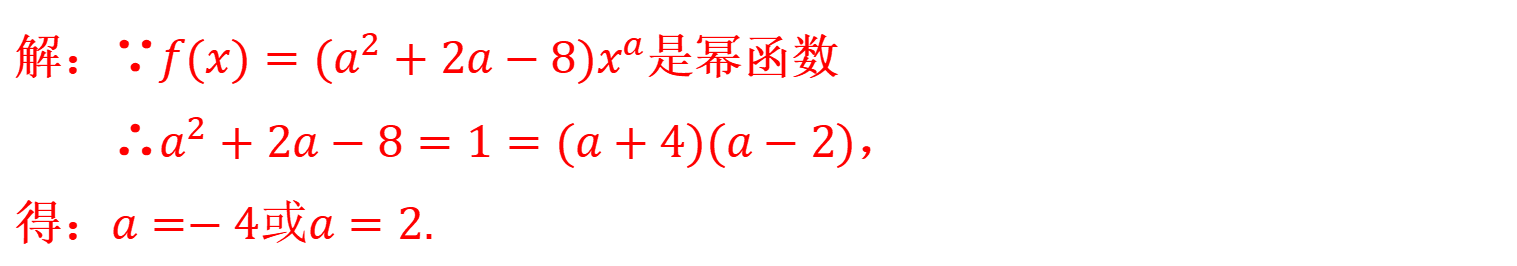 解：∵f(x) = (a² + 2a − 8)xᵃ是幂函数
∴a² + 2a − 8 = 1 = (a + 4)(a − 2)，
得：a =− 4或a = 2.